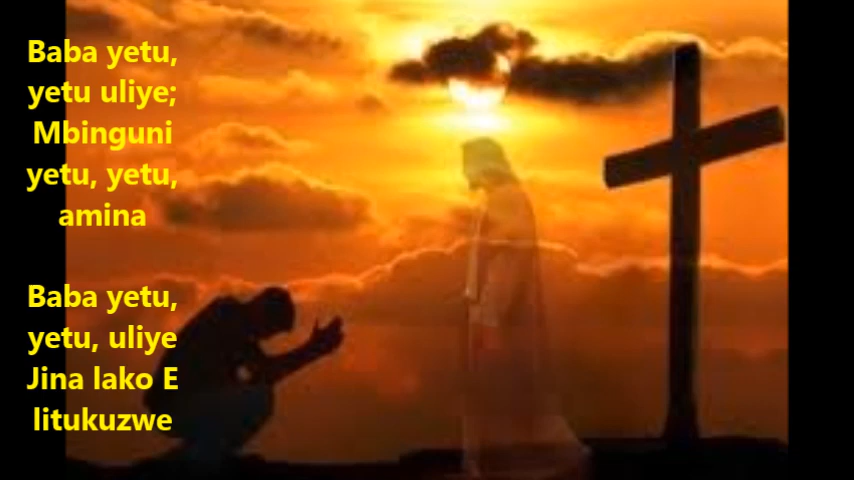 Baba yetu,
yetu uliye;
Mbinguni
yetu, yetu,
amina
Baba yetu,
yetu, uliye
Jina lako E
litukuzwe